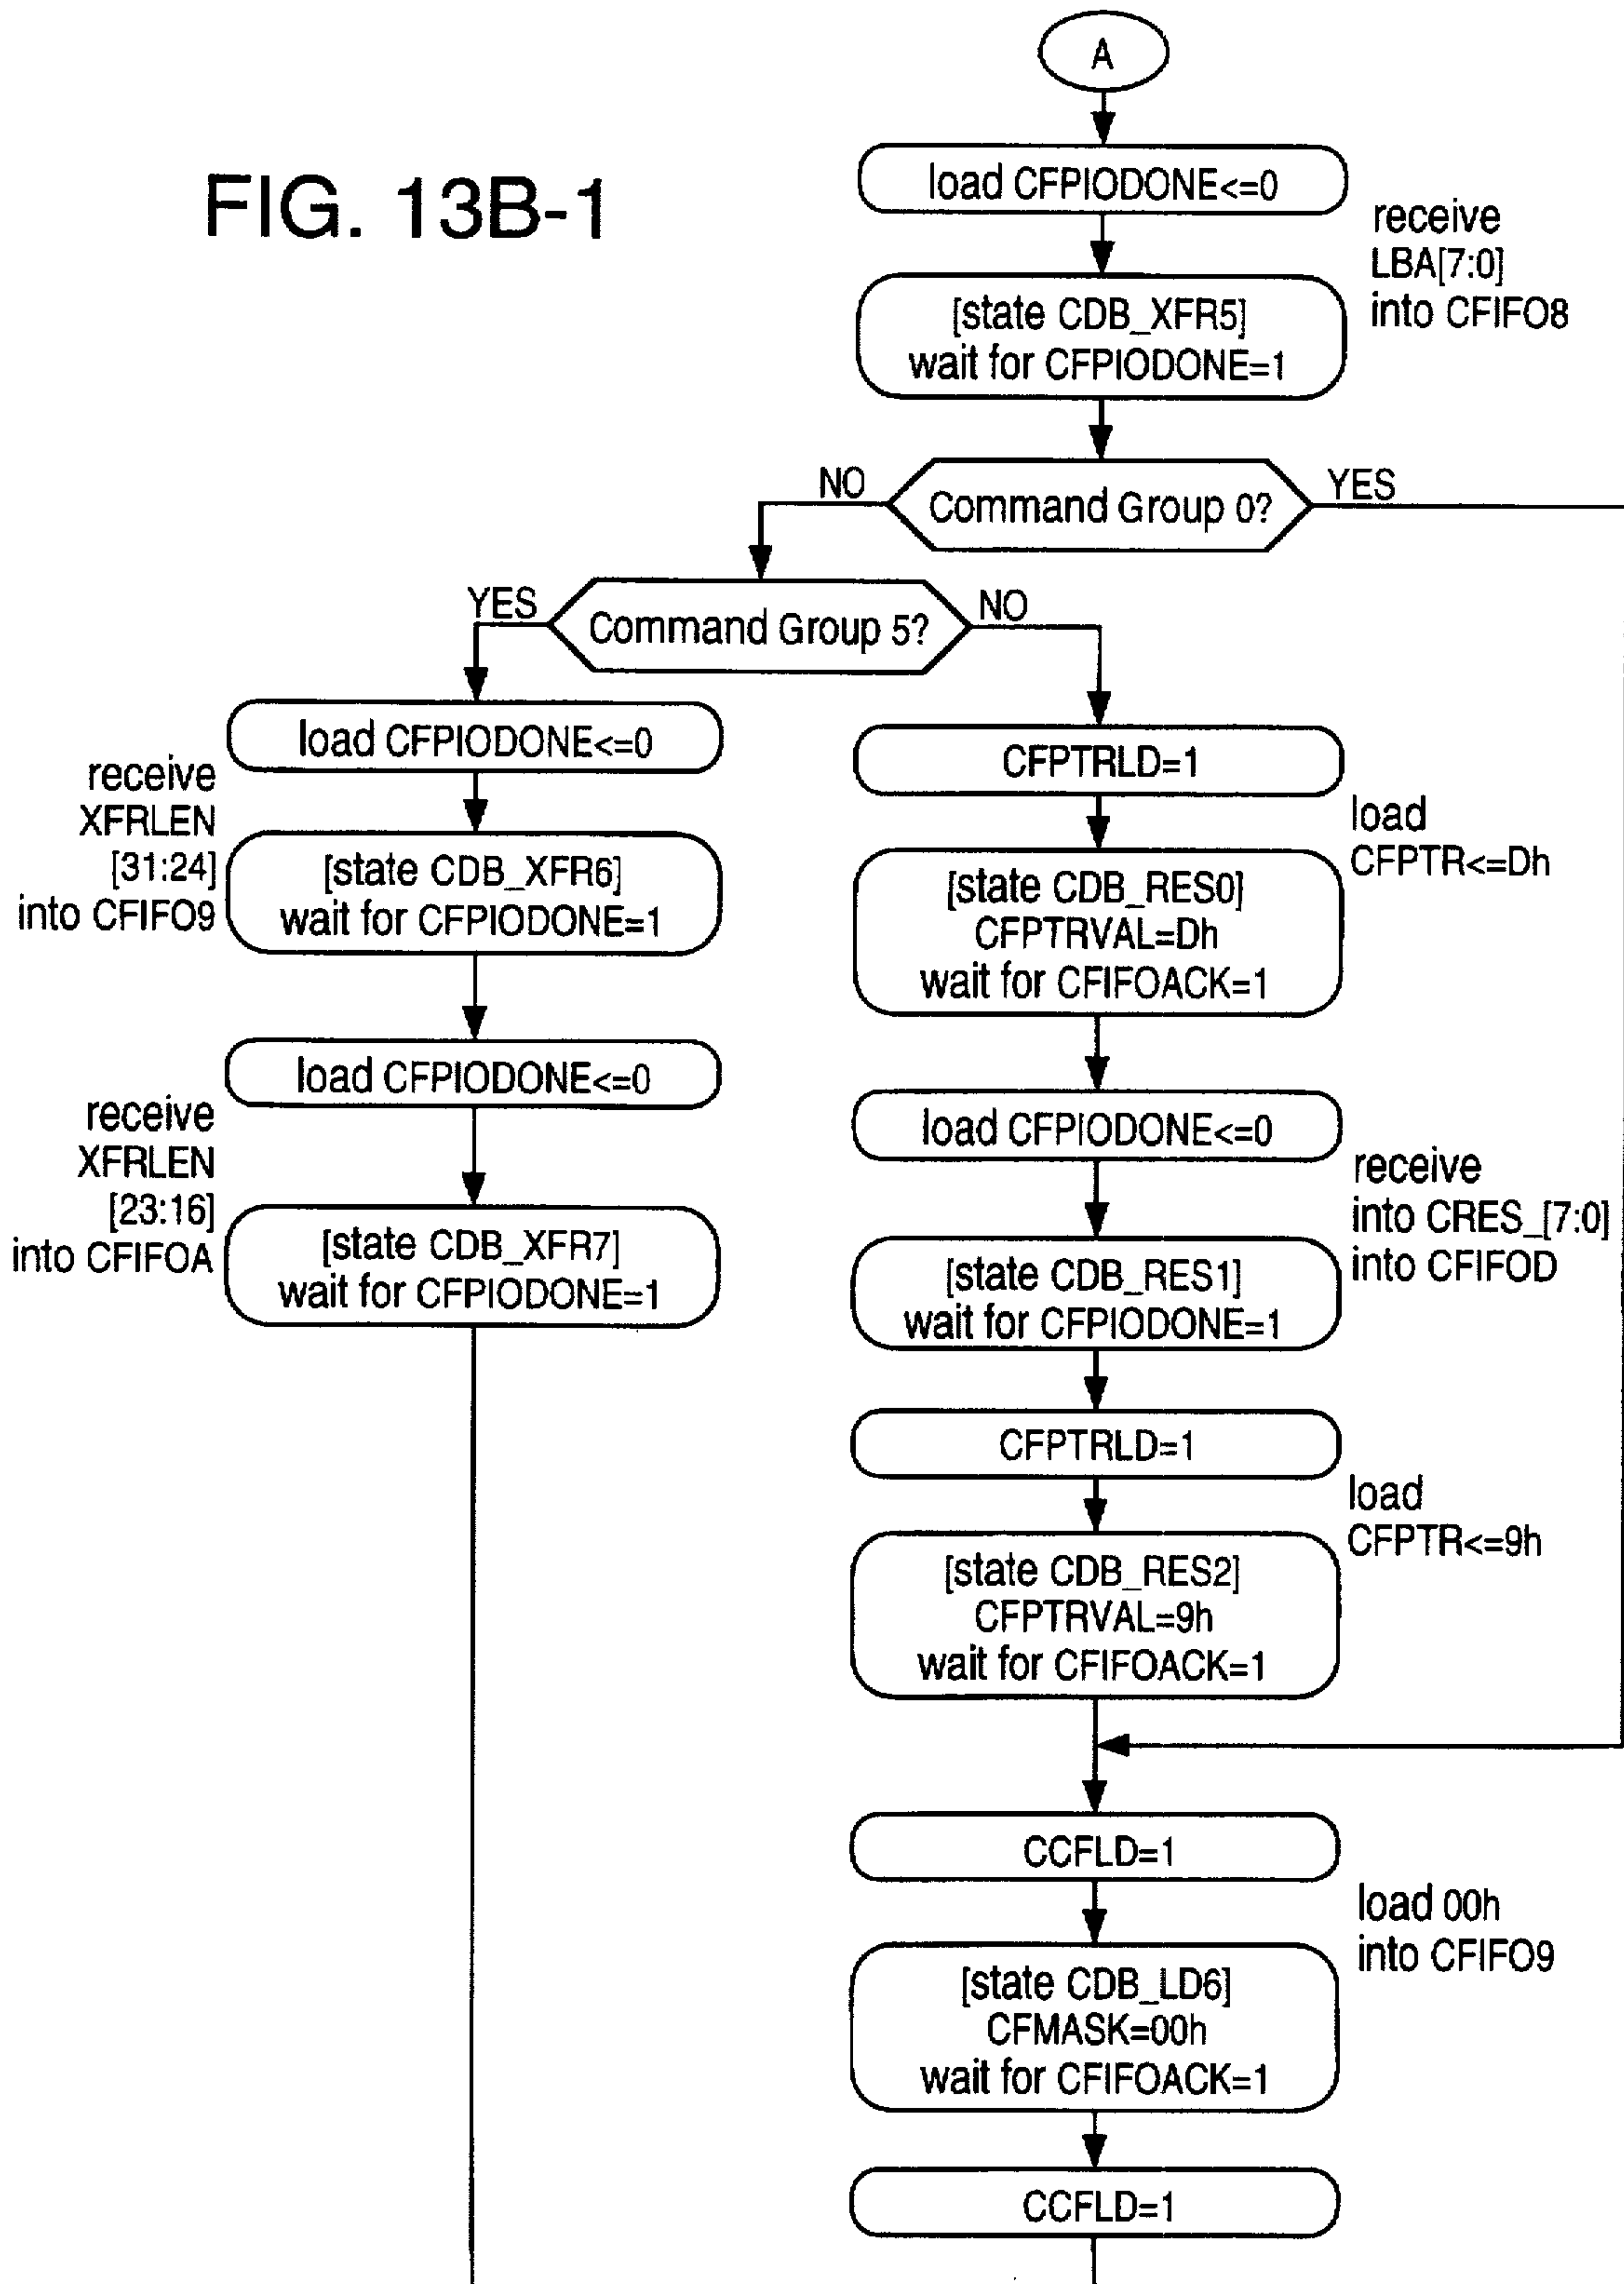 FIG. 13B-1
A
load CFPIODONE<=0
receive
LBA[7:0]
into CFIFO8
[state CDB_XFR5]
wait for CFPIODONE=1
NO
Command Group 0?
YES
YES
Command Group 5?
NO
load CFPIODONE<=0
receive
XFRLEN
[31:24]
into CFIFO9
[state CDB_XFR6]
wait for CFPIODONE=1
load CFPIODONE<=0
receive
XFRLEN
[23:16]
into CFIFOA
[state CDB_XFR7]
wait for CFPIODONE=1
CFPTRLD=1
load
CFPTR<=Dh
[state CDB_RES0]
CFPTRVAL=Dh
wait for CFIFOACK=1
load CFPIODONE<=0
receive
into CRES_[7:0]
into CFIFOD
[state CDB_RES1]
wait for CFPIODONE=1
CFPTRLD=1
load
CFPTR<=9h
[state CDB_RES2]
CFPTRVAL=9h
wait for CFIFOACK=1
CCFLD=1
load 00h
into CFIFO9
[state CDB_LD6]
CFMASK=00h
wait for CFIFOACK=1
CCFLD=1